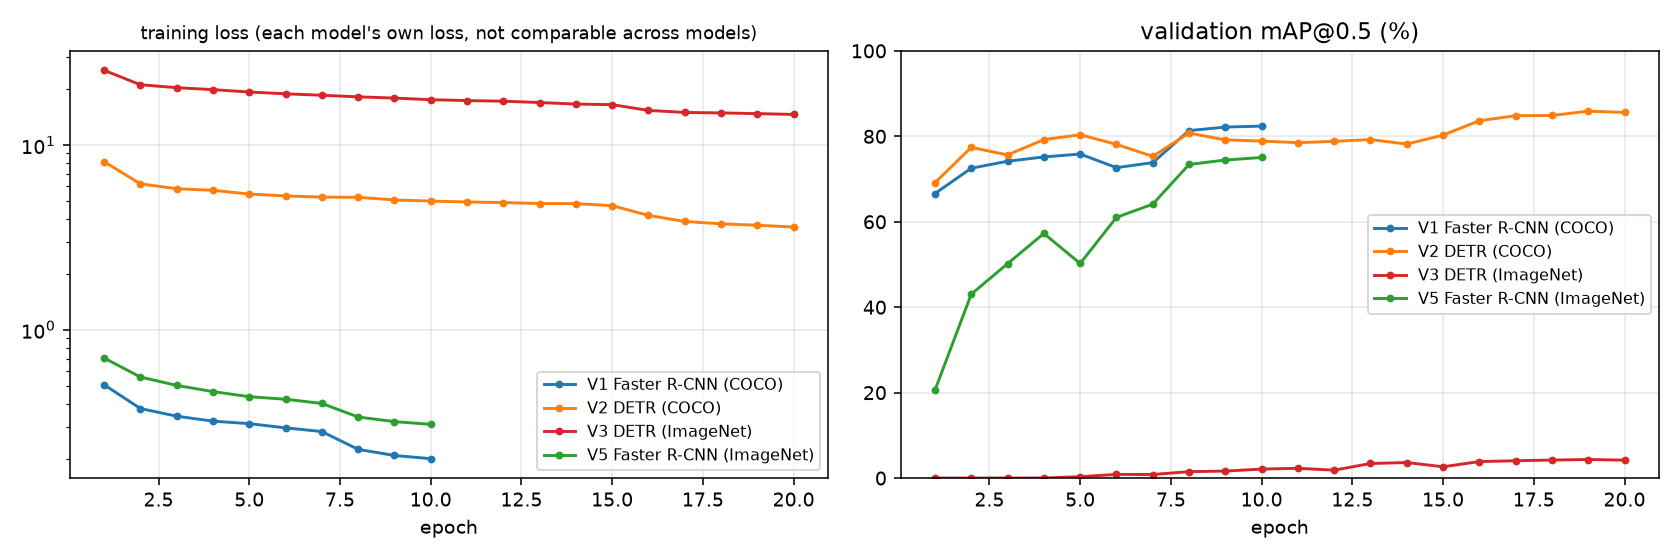 training loss (each model's own loss, not comparable across models)
10¹
10⁰
V1 Faster R-CNN (COCO)
V2 DETR (COCO)
V3 DETR (ImageNet)
V5 Faster R-CNN (ImageNet)
2.5 5.0 7.5 10.0 12.5 15.0 17.5 20.0
epoch
validation mAP@0.5 (%)
100
80
60
40
20
0
V1 Faster R-CNN (COCO)
V2 DETR (COCO)
V3 DETR (ImageNet)
V5 Faster R-CNN (ImageNet)
2.5 5.0 7.5 10.0 12.5 15.0 17.5 20.0
epoch